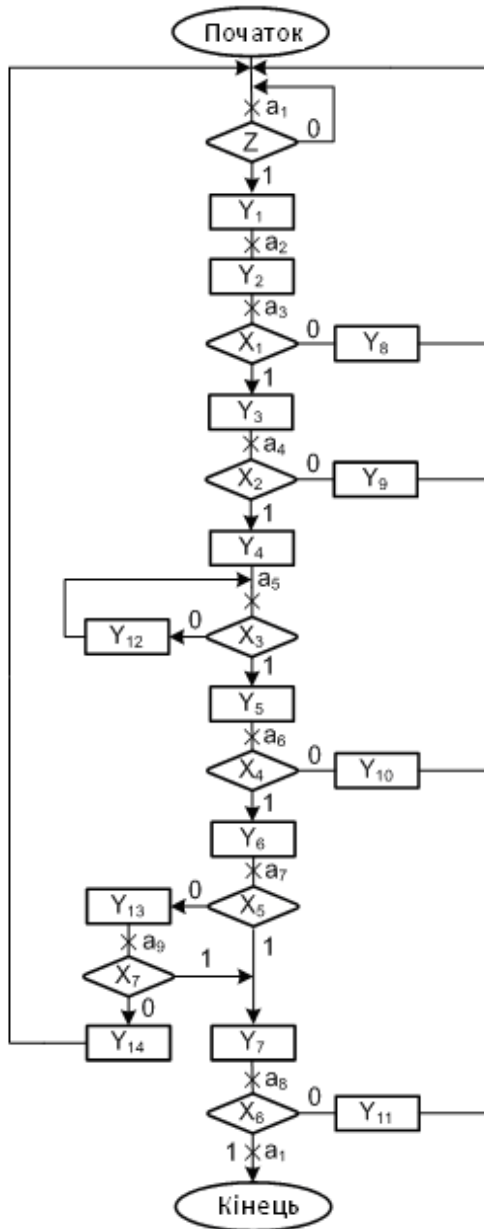 Початок
a₁
Z 0
1
Y₁
a₂
Y₂
a₃
X₁ 0 Y₈
1
Y₃
a₄
X₂ 0 Y₉
1
Y₄
a₅
Y₁₂ 0 X₃
1
Y₅
a₆
X₄ 0 Y₁₀
1
Y₆
a₇
Y₁₃ 0 X₅
a₉
X₇ 1 1
0
Y₁₄ Y₇
a₈
X₆ 0 Y₁₁
1 a₁
Кінець